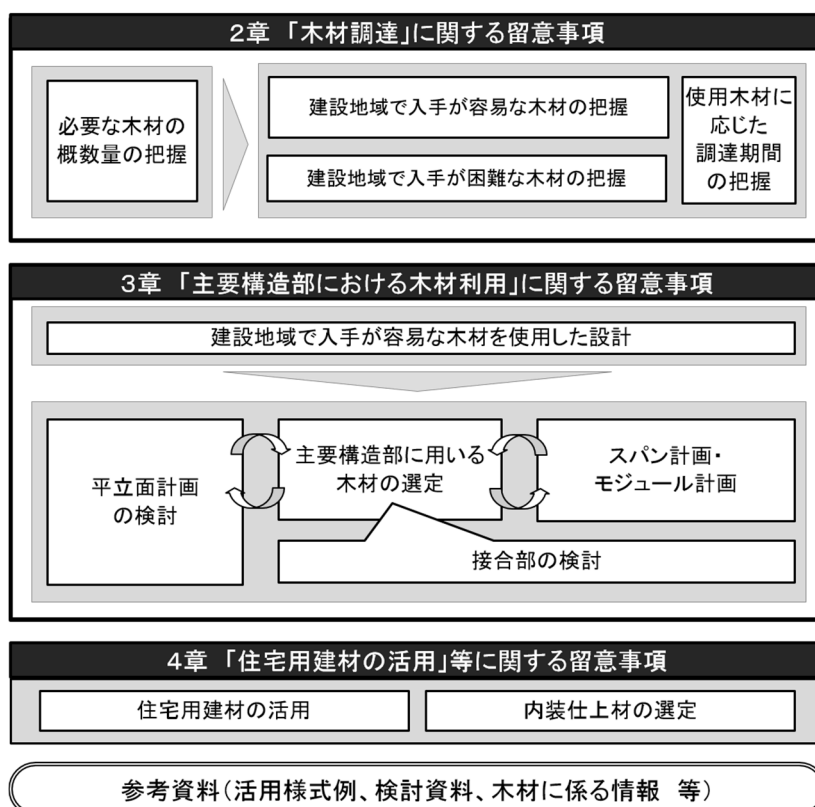 2章 「木材調達」に関する留意事項
必要な木材の
概数量の把握
建設地域で入手が容易な木材の把握
建設地域で入手が困難な木材の把握
使用木材に
応じた
調達期間
の把握
3章 「主要構造部における木材利用」に関する留意事項
建設地域で入手が容易な木材を使用した設計
平立面計画
の検討
主要構造部に用いる
木材の選定
スパン計画・
モジュール計画
接合部の検討
4章 「住宅用建材の活用」等に関する留意事項
住宅用建材の活用
内装仕上材の選定
参考資料(活用様式例、検討資料、木材に係る情報 等)